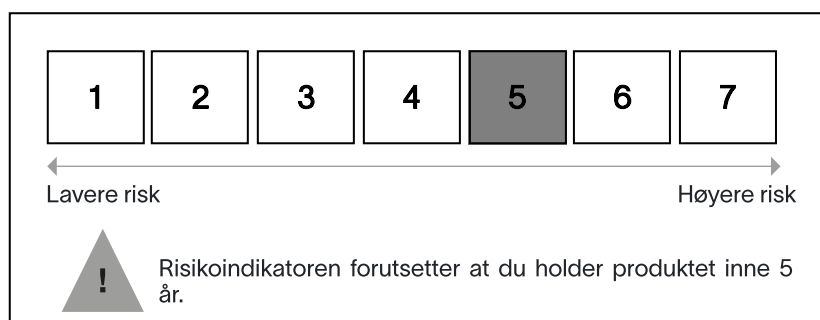 1 2 3 4 5 6 7
Lavere risk Høyere risk
! Risikoindikatoren forutsetter at du holder produktet inne 5
år.